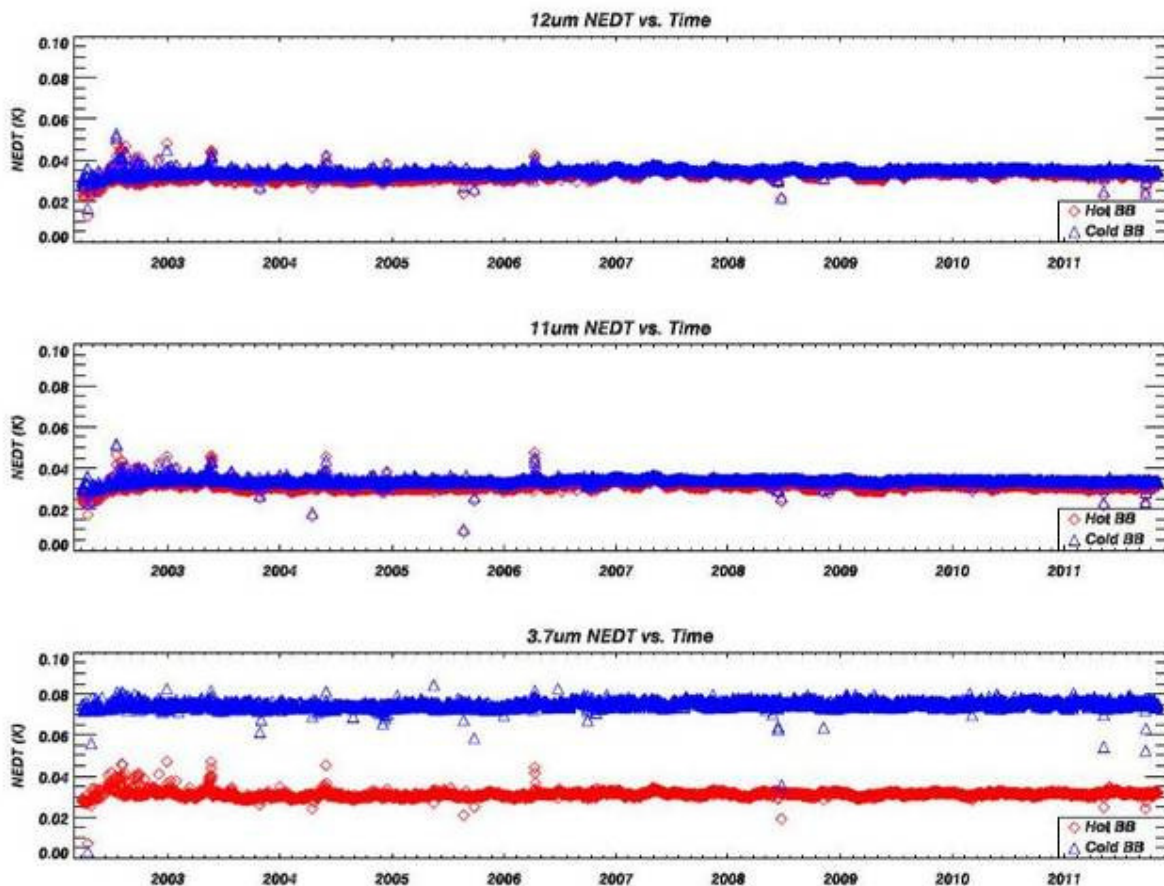 12um NEDT vs. Time
0.10
0.08
0.06
0.04
0.02
0.00
NEDT (K)
Hot BB
Cold BB
2003 2004 2005 2006 2007 2008 2009 2010 2011
11um NEDT vs. Time
0.10
0.08
0.06
0.04
0.02
0.00
NEDT (K)
Hot BB
Cold BB
2003 2004 2005 2006 2007 2008 2009 2010 2011
3.7um NEDT vs. Time
0.10
0.08
0.06
0.04
0.02
0.00
NEDT (K)
Hot BB
Cold BB
2003 2004 2005 2006 2007 2008 2009 2010 2011